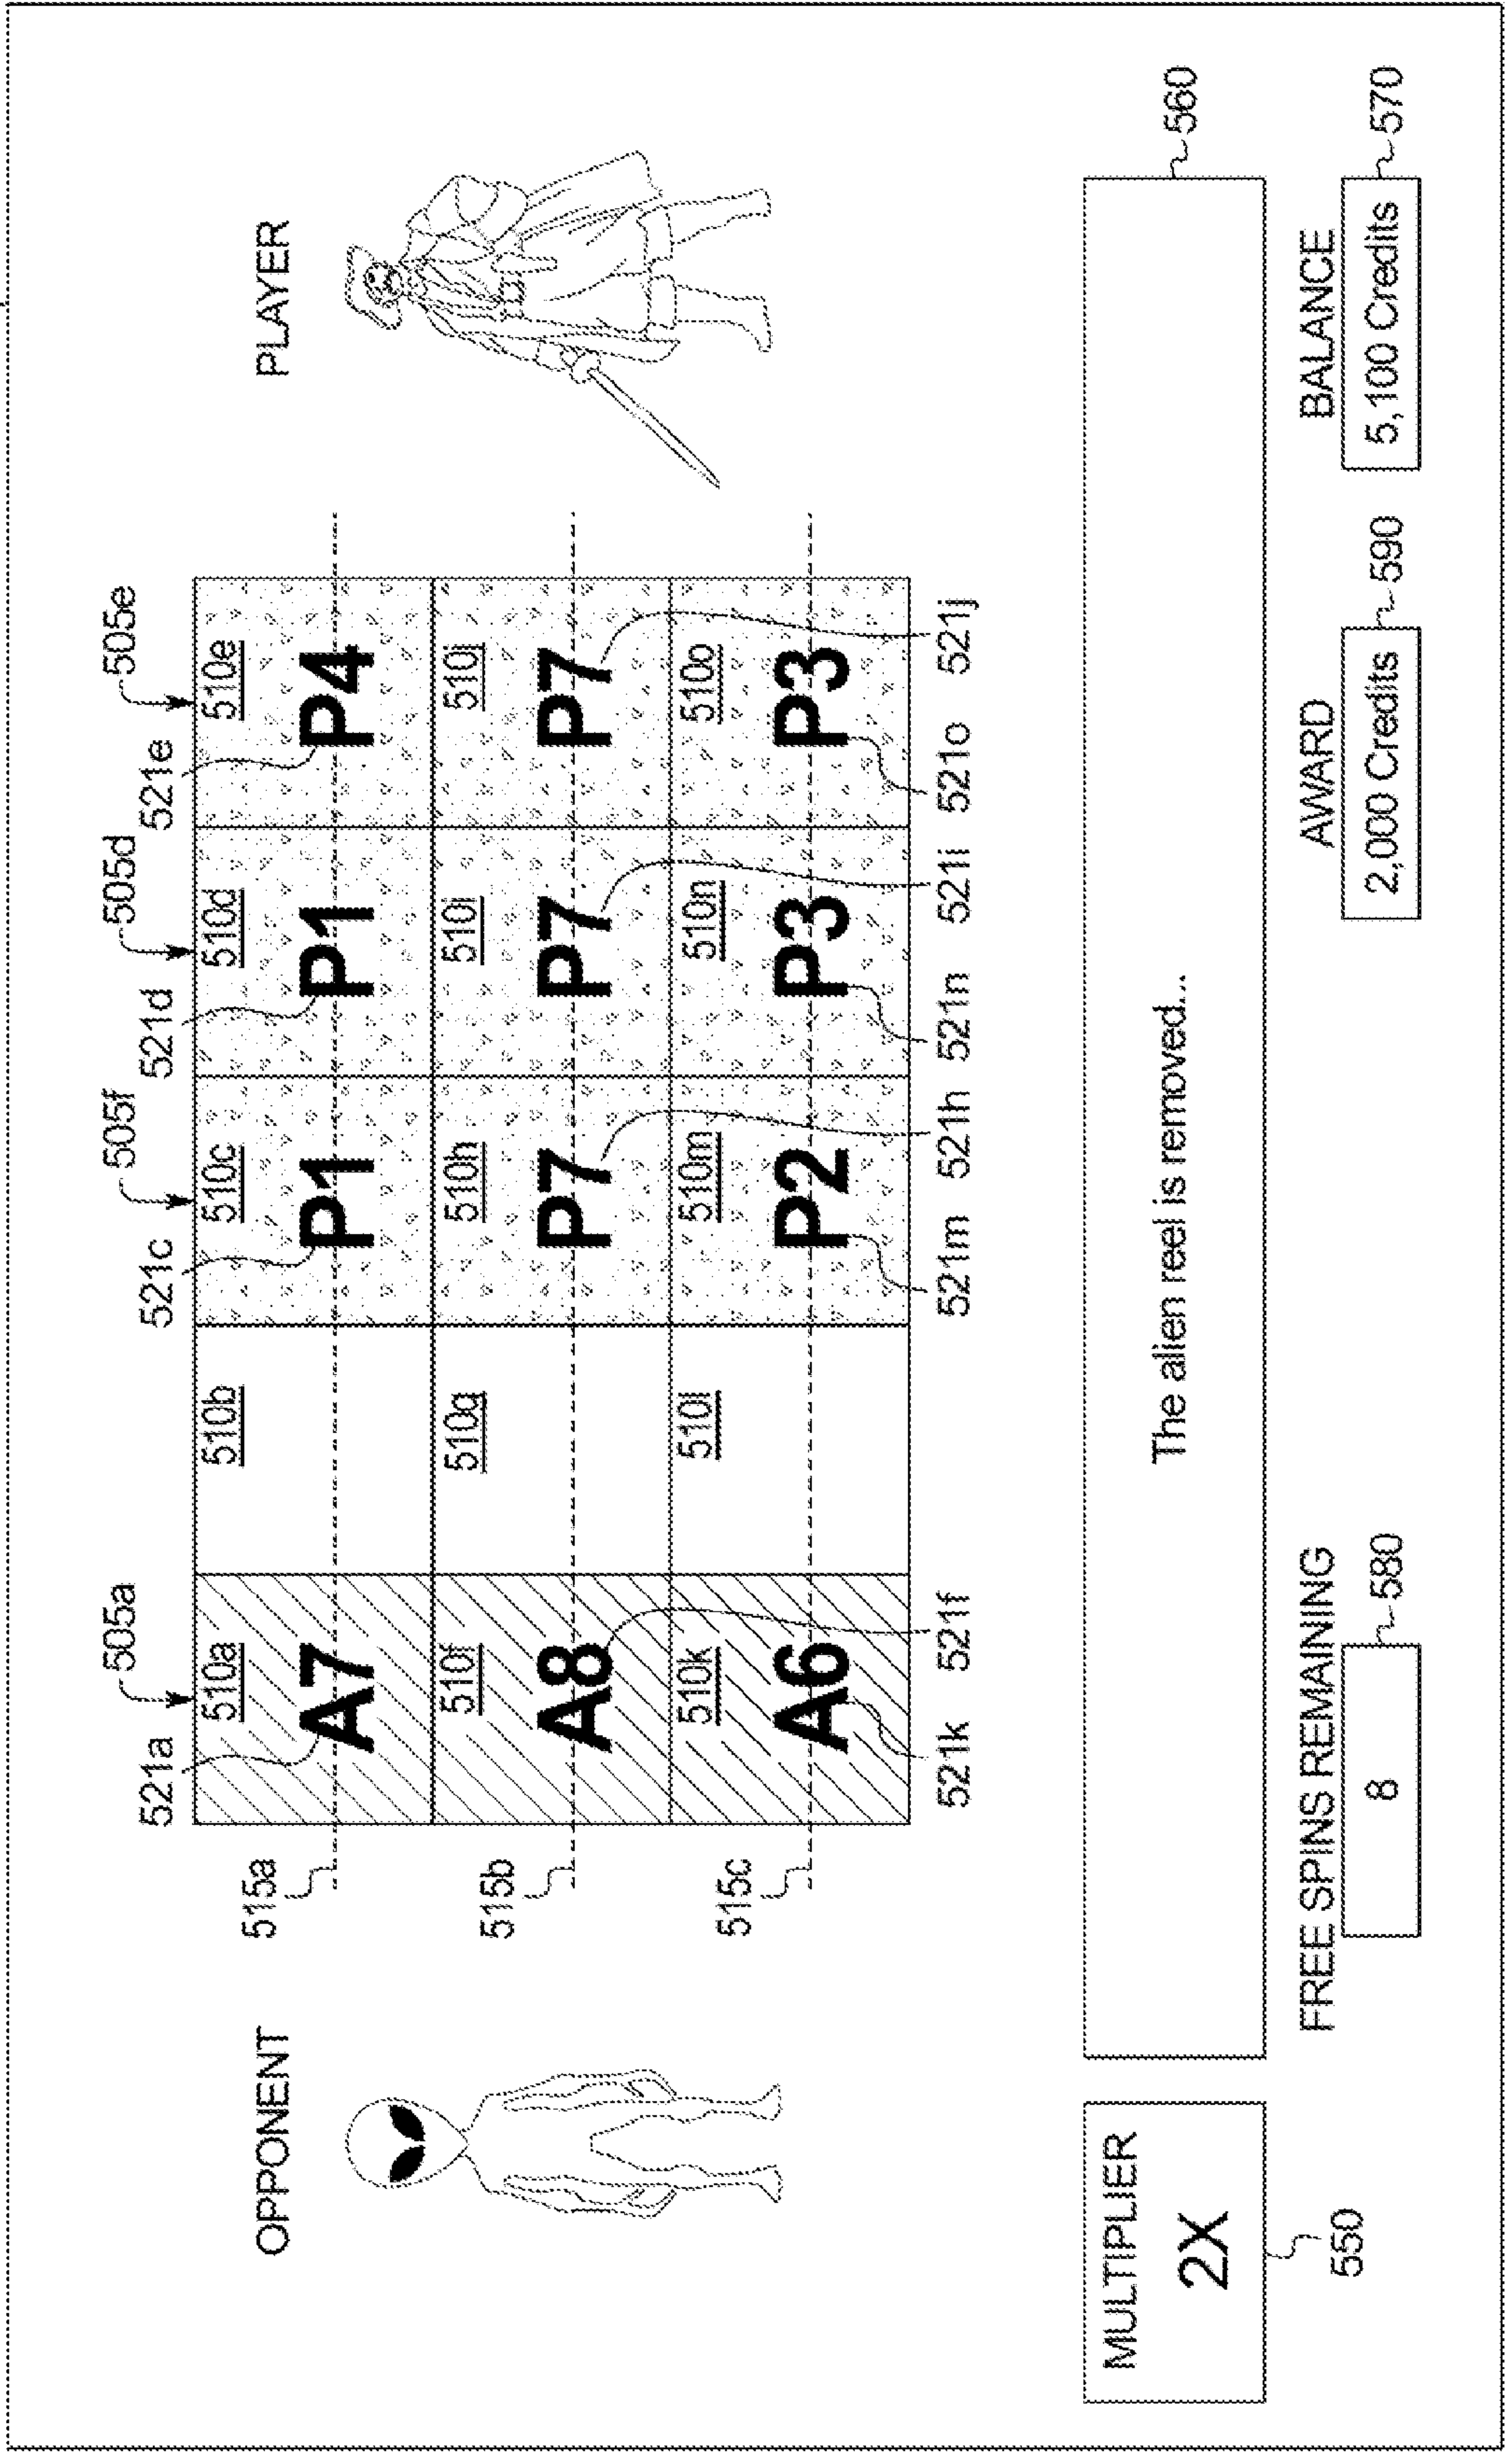 505a 505f 505d 505e
521a 521c 521d 521e
OPPONENT PLAYER
515a 510a 510b 510c 510d 510e
A7 P1 P1 P4
515b 510f 510g 510h 510i 510j
A8 P7 P7 P7
515c 510k 510l 510m 510n 510o
A6 P2 P3 P3
521k 521f 521m 521h 521n 521i 521o 521j
MULTIPLIER
2X
550
The alien reel is removed...
560
FREE SPINS REMAINING AWARD BALANCE
8 580 2,000 Credits 590 5,100 Credits 570